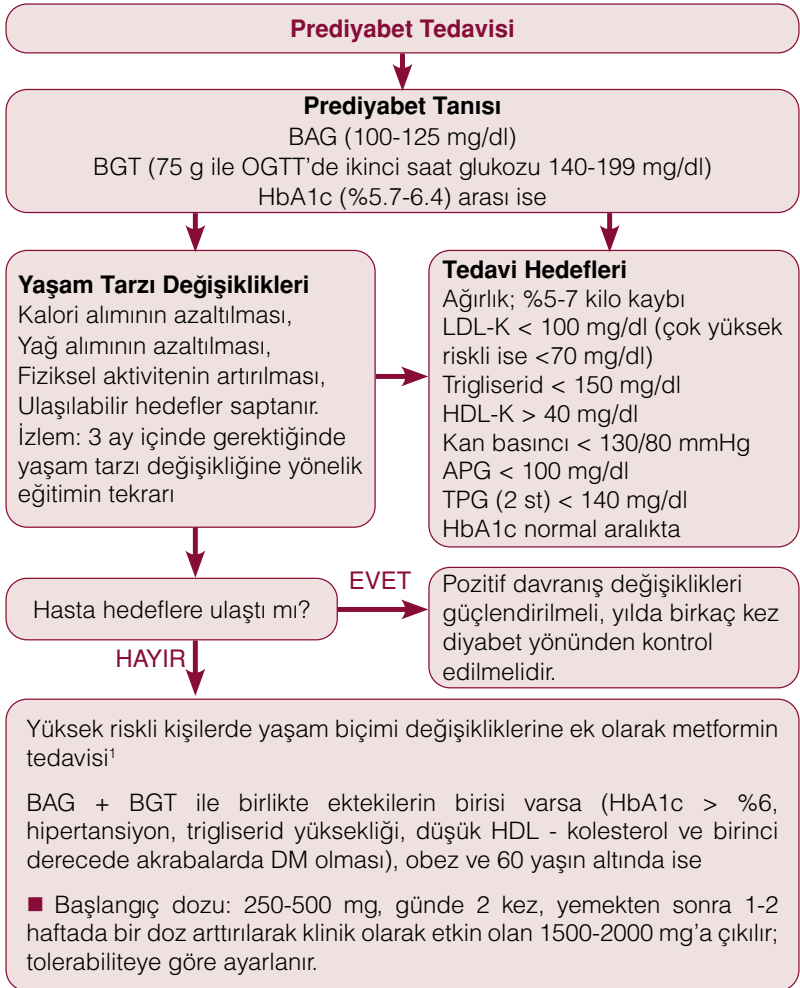 Prediyabet Tedavisi
Prediyabet Tanısı
BAG (100-125 mg/dl)
BGT (75 g ile OGTT’de ikinci saat glukozu 140-199 mg/dl)
HbA1c (%5.7-6.4) arası ise
Yaşam Tarzı Değişiklikleri
Kalori alımının azaltılması,
Yağ alımının azaltılması,
Fiziksel aktivitenin artırılması,
Ulaşılabilir hedefler saptanır.
İzlem: 3 ay içinde gerektiğinde
yaşam tarzı değişikliğine yönelik
eğitimin tekrarı
Tedavi Hedefleri
Ağırlık; %5-7 kilo kaybı
LDL-K < 100 mg/dl (çok yüksek
riskli ise <70 mg/dl)
Trigliserid < 150 mg/dl
HDL-K > 40 mg/dl
Kan basıncı < 130/80 mmHg
APG < 100 mg/dl
TPG (2 st) < 140 mg/dl
HbA1c normal aralıkta
Hasta hedeflere ulaştı mı?
EVET
Pozitif davranış değişiklikleri
güçlendirilmeli, yılda birkaç kez
diyabet yönünden kontrol
edilmelidir.
HAYIR
Yüksek riskli kişilerde yaşam biçimi değişikliklerine ek olarak metformin
tedavisi¹
BAG + BGT ile birlikte ektekilerin birisi varsa (HbA1c > %6,
hipertansiyon, trigliserid yüksekliği, düşük HDL - kolesterol ve birinci
derecede akrabalarda DM olması), obez ve 60 yaşın altında ise
■ Başlangıç dozu: 250-500 mg, günde 2 kez, yemekten sonra 1-2
haftada bir doz arttırılarak klinik olarak etkin olan 1500-2000 mg’a çıkılır;
tolerabiliteye göre ayarlanır.